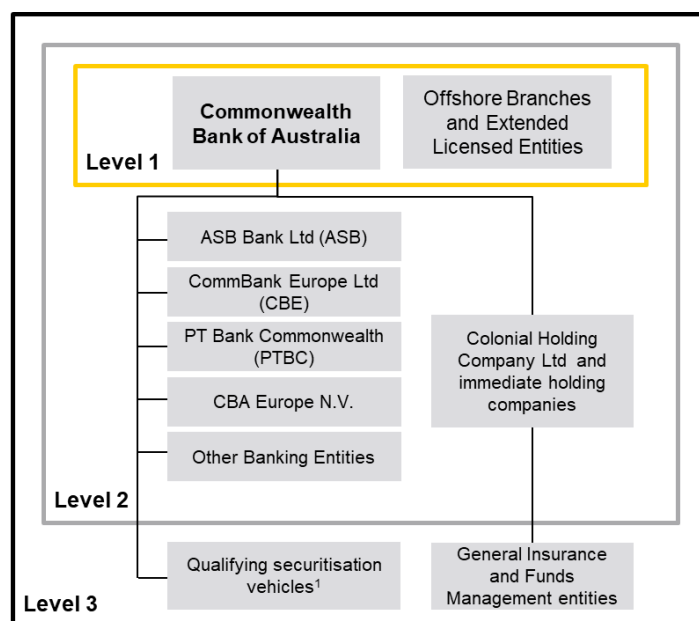 Commonwealth
Bank of Australia
Offshore Branches
and Extended
Licensed Entities
Level 1
ASB Bank Ltd (ASB)
CommBank Europe Ltd
(CBE)
PT Bank Commonwealth
(PTBC)
CBA Europe N.V.
Other Banking Entities
Colonial Holding
Company Ltd and
immediate holding
companies
Level 2
Qualifying securitisation
vehicles¹
General Insurance
and Funds
Management entities
Level 3